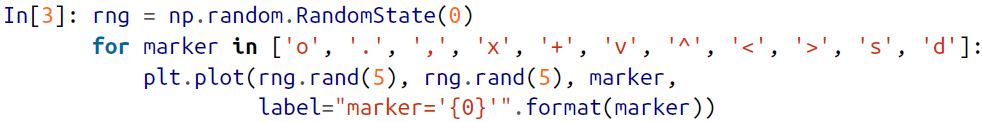 In[3]: rng = np.random.RandomState(0)
for marker in ['o', '.', ',', 'x', '+', 'v', '^', '<', '>', 's', 'd']:
plt.plot(rng.rand(5), rng.rand(5), marker,
label="marker='{0}'".format(marker))